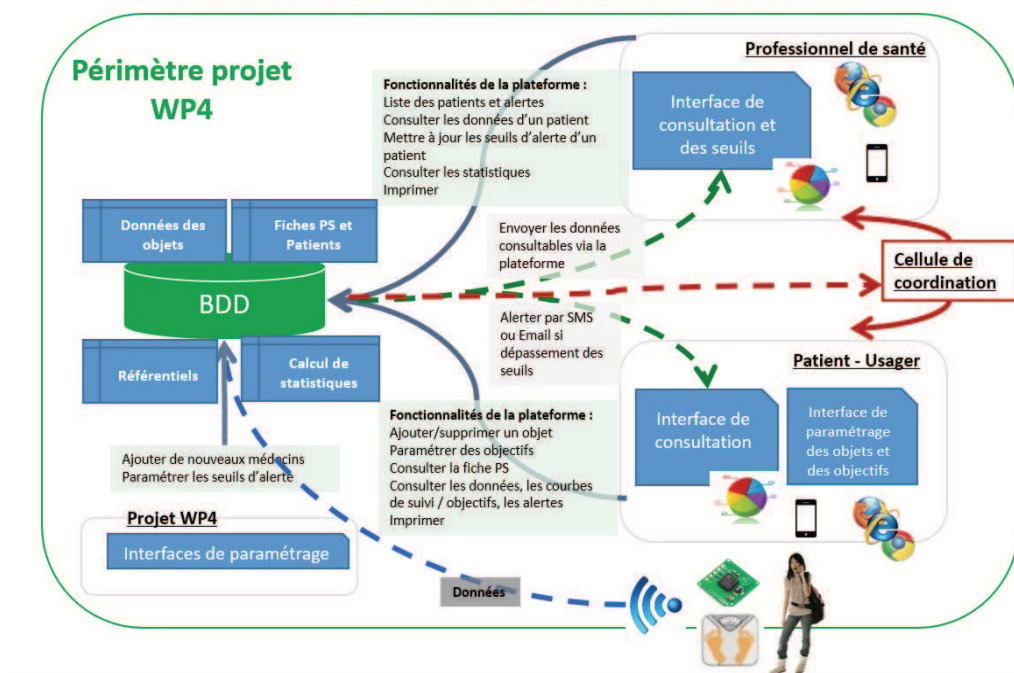 Périmètre projet
WP4
Fonctionnalités de la plateforme :
Liste des patients et alertes
Consulter les données d'un patient
Mettre à jour les seuils d'alerte d'un
patient
Consulter les statistiques
Imprimer
Professionnel de santé
Interface de
consultation et
des seuils
Données des
objets
Fiches PS et
Patients
BDD
Référentiels
Calcul de
statistiques
Envoyer les données
consultables via la
plateforme
Alerter par SMS
ou Email si
dépassement des
seuils
Cellule de
coordination
Patient - Usager
Interface de
consultation
Interface de
paramétrage
des objets et
des objectifs
Fonctionnalités de la plateforme :
Ajouter/supprimer un objet
Paramétrer des objectifs
Consulter la fiche PS
Consulter les données, les courbes
de suivi / objectifs, les alertes
Imprimer
Ajouter de nouveaux médecins
Paramétrer les seuils d'alerte
Projet WP4
Interfaces de paramétrage
Données